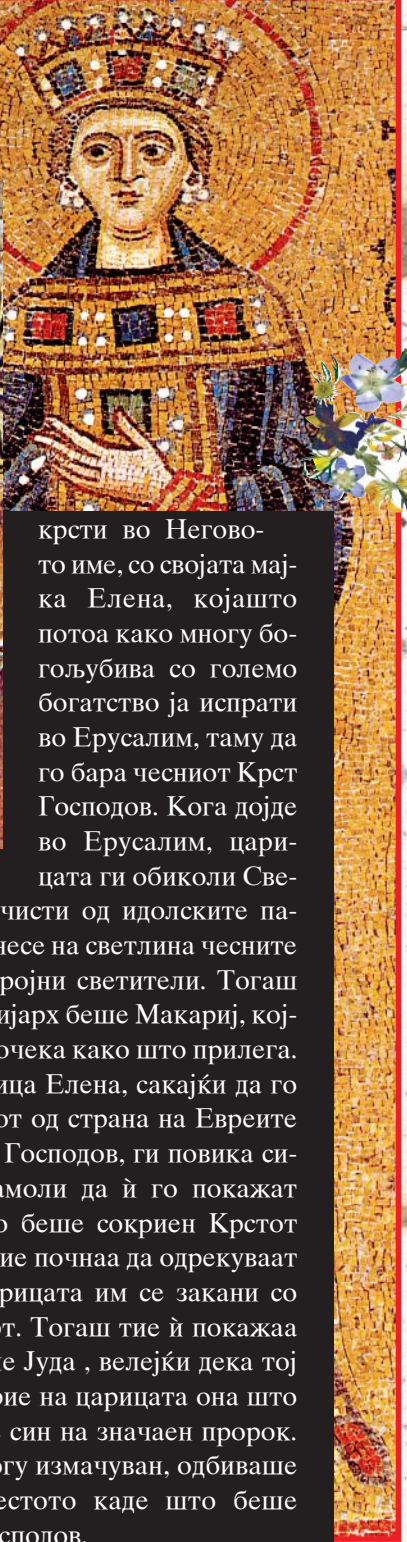 крсти во Негово-
то име, со својата мај-
ка Елена, којашто
потоа како многу бо-
гољубива со големо
богатство ја испрати
во Ерусалим, таму да
го бара чесниот Крст
Господов. Кога дојде
во Ерусалим, цари-
цата ги обиколи Све-
чисти од идолските па-
несе на светлина чесните
ројни светители. Тогаш
ијарх беше Макариј, кој-
очека како што прилега.
ица Елена, сакајќи да го
от од страна на Евреите
Господов, ги повика си-
амоли да ѝ го покажат
о беше сокриен Крстот
ие почнаа да одрекуваат
рицата им се закани со
от. Тогаш тие ѝ покажаа
е Јуда , велејќи дека тој
рие на царицата она што
син на значаен пророк.
огу измачуван, одбиваше
естото каде што беше
сподов.